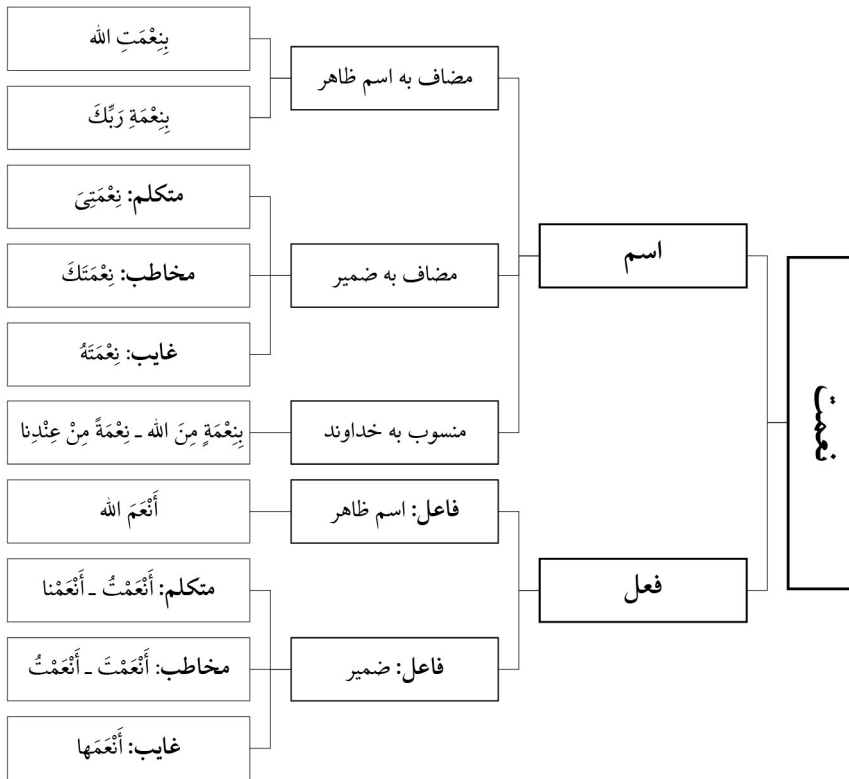 نعمت
اسم
مضاف به اسم ظاهر
بِنِعْمَتِ الله
بِنِعْمَةِ رَبِّكَ
مضاف به ضمیر
متکلم: نِعْمَتِیَ
مخاطب: نِعْمَتَكَ
غایب: نِعْمَتَهُ
منسوب به خداوند
بِنِعْمَةٍ مِنَ الله ـ نِعْمَةً مِنْ عِنْدِنا
فعل
فاعل: اسم ظاهر
أَنْعَمَ الله
فاعل: ضمیر
متکلم: أَنْعَمْتُ ـ أَنْعَمْنا
مخاطب: أَنْعَمْتَ ـ أَنْعَمْتُ
غایب: أَنْعَمَها